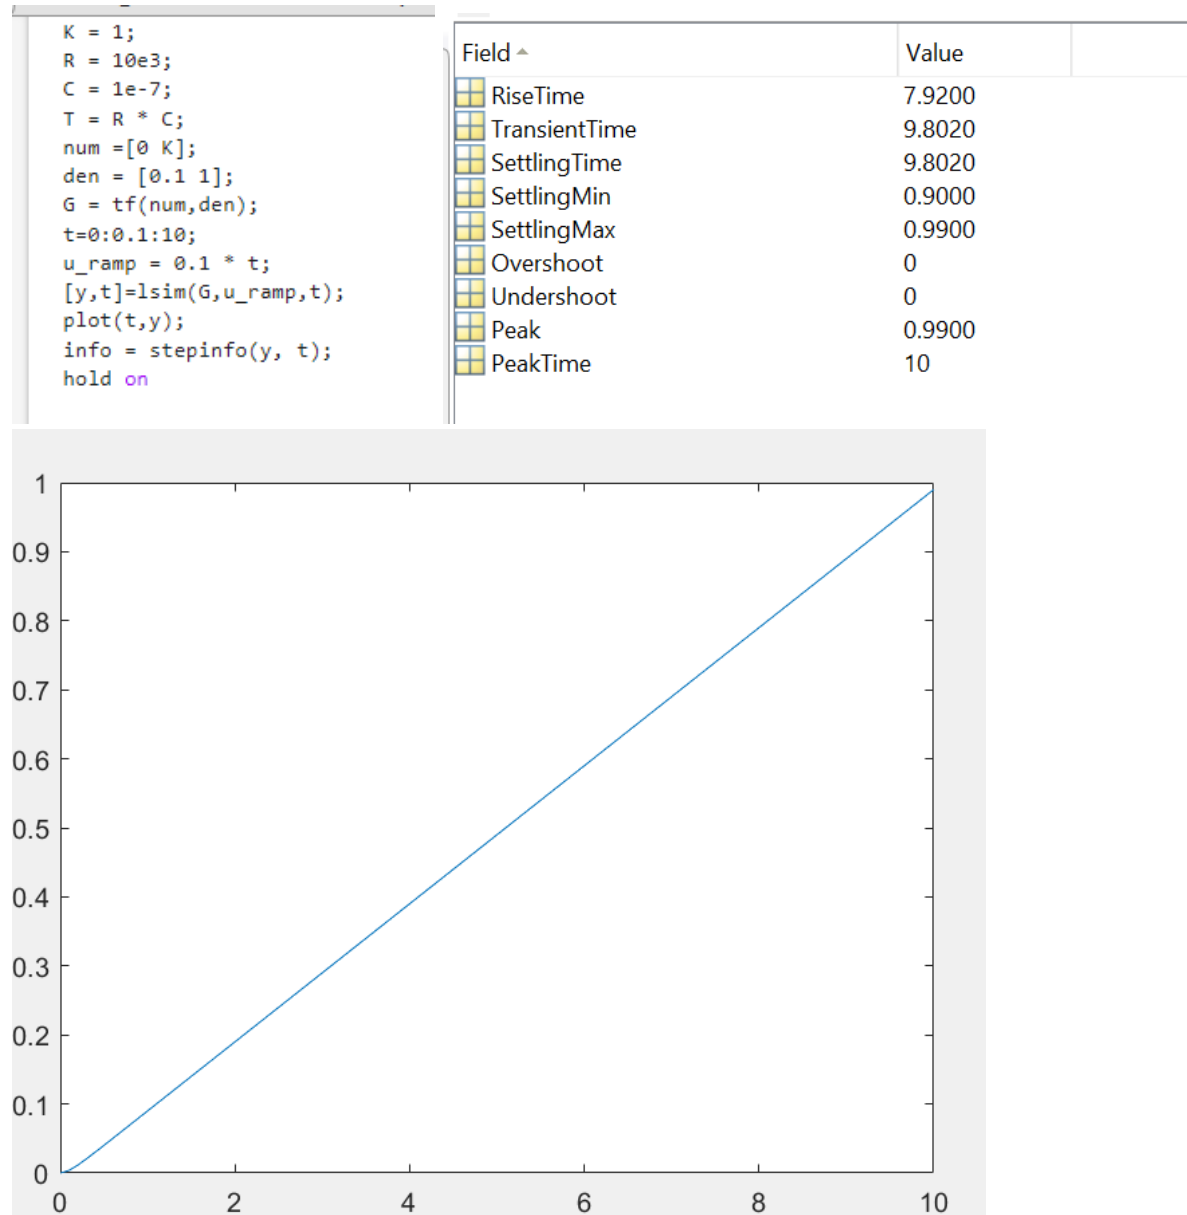 K = 1;
R = 10e3;
C = 1e-7;
T = R * C;
num =[0 K];
den = [0.1 1];
G = tf(num,den);
t=0:0.1:10;
u_ramp = 0.1 * t;
[y,t]=lsim(G,u_ramp,t);
plot(t,y);
info = stepinfo(y, t);
hold on
Field Value
RiseTime 7.9200
TransientTime 9.8020
SettlingTime 9.8020
SettlingMin 0.9000
SettlingMax 0.9900
Overshoot 0
Undershoot 0
Peak 0.9900
PeakTime 10
1
0.9
0.8
0.7
0.6
0.5
0.4
0.3
0.2
0.1
0
0 2 4 6 8 10